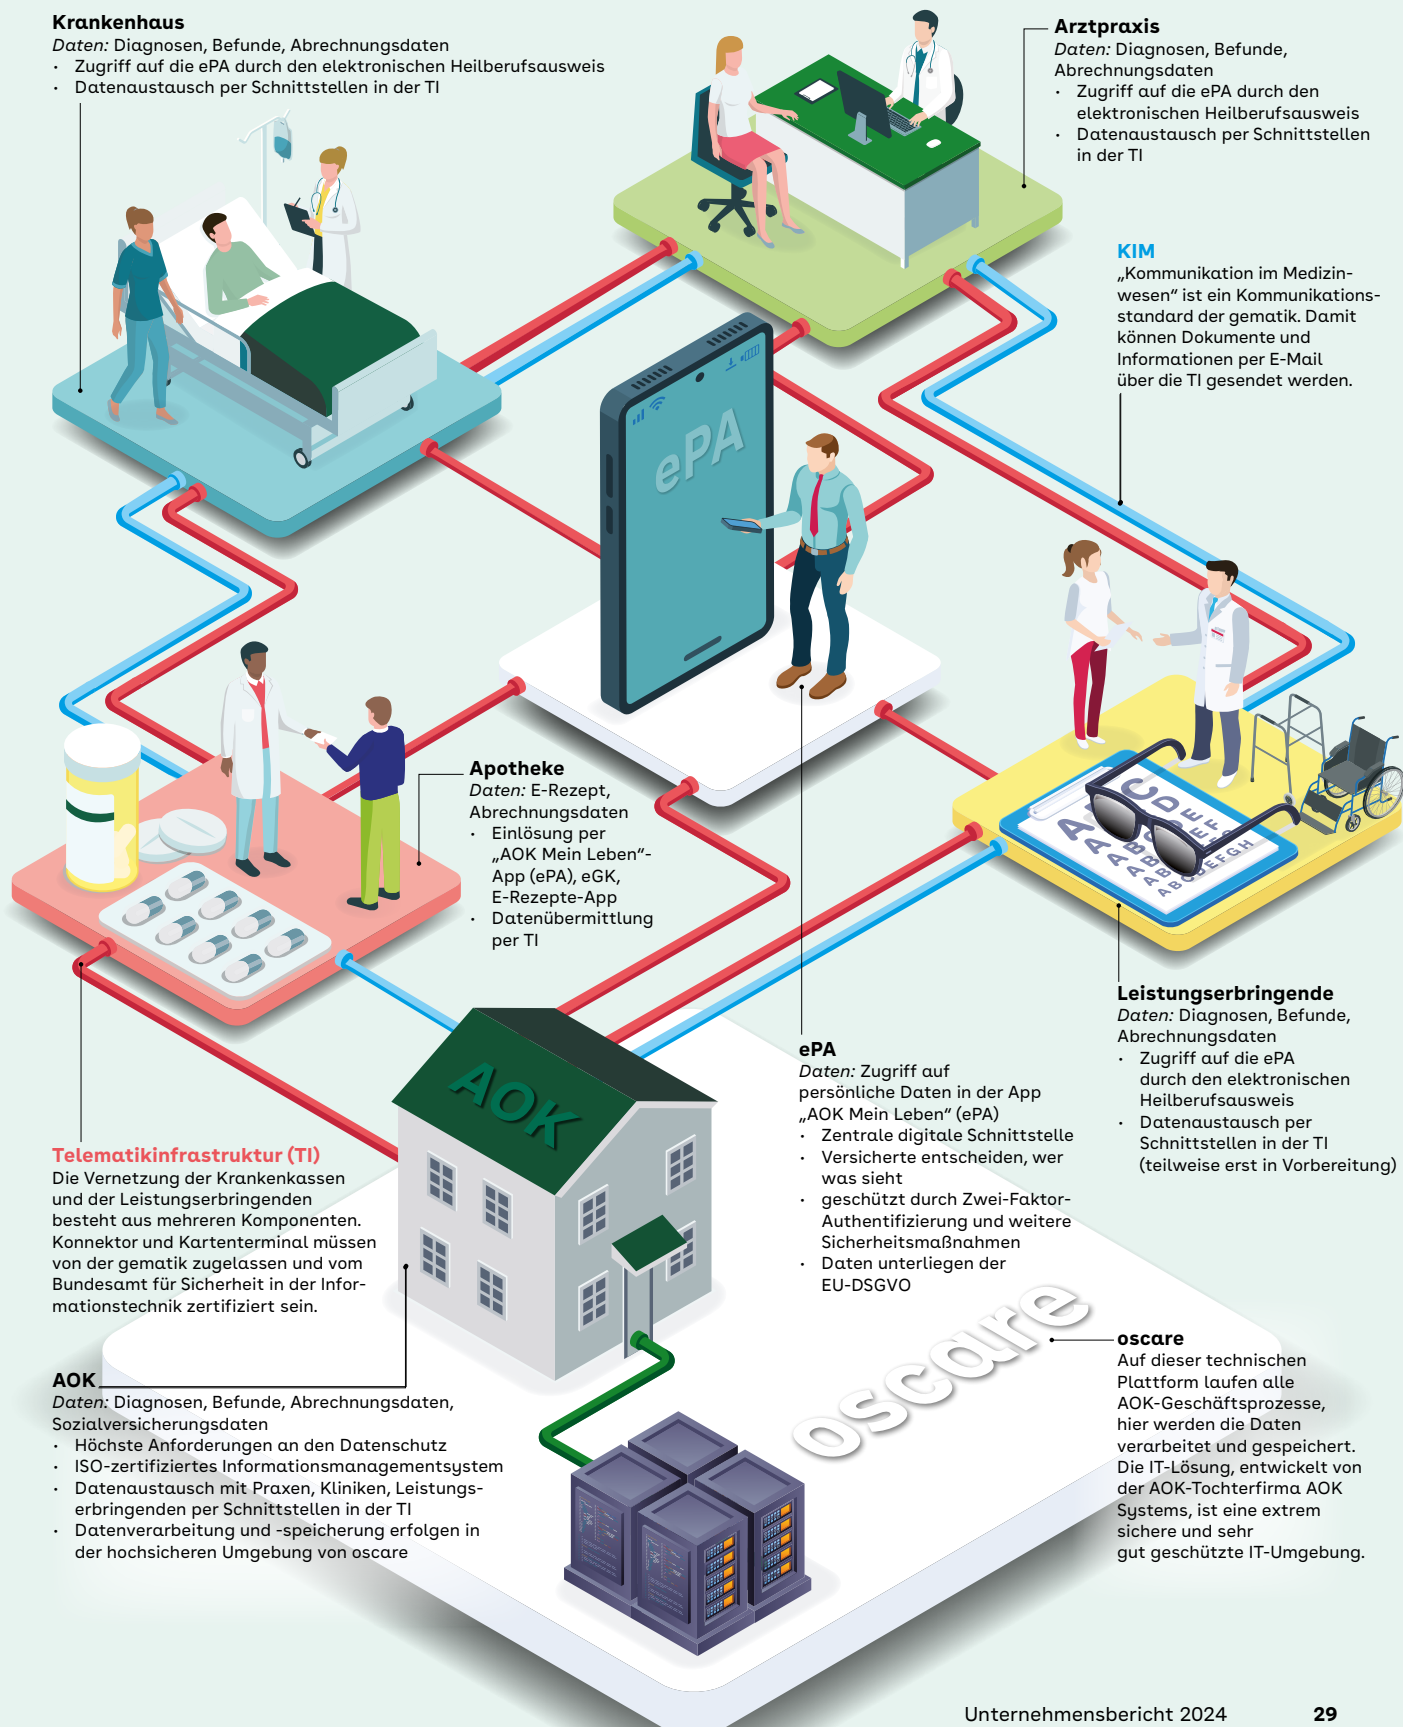 Krankenhaus
Daten: Diagnosen, Befunde, Abrechnungsdaten
· Zugriff auf die ePA durch den elektronischen Heilberufsausweis
· Datenaustausch per Schnittstellen in der TI
Arztpraxis
Daten: Diagnosen, Befunde,
Abrechnungsdaten
· Zugriff auf die ePA durch den
elektronischen Heilberufsausweis
· Datenaustausch per Schnittstellen
in der TI
KIM
„Kommunikation im Medizin-
wesen“ ist ein Kommunikations-
standard der gematik. Damit
können Dokumente und
Informationen per E-Mail
über die TI gesendet werden.
ePA
Apotheke
Daten: E-Rezept,
Abrechnungsdaten
· Einlösung per
„AOK Mein Leben“-
App (ePA), eGK,
E-Rezepte-App
· Datenübermittlung
per TI
Leistungserbringende
Daten: Diagnosen, Befunde,
Abrechnungsdaten
· Zugriff auf die ePA
durch den elektronischen
Heilberufsausweis
· Datenaustausch per
Schnittstellen in der TI
(teilweise erst in Vorbereitung)
ePA
Daten: Zugriff auf
persönliche Daten in der App
„AOK Mein Leben“ (ePA)
· Zentrale digitale Schnittstelle
· Versicherte entscheiden, wer
was sieht
· geschützt durch Zwei-Faktor-
Authentifizierung und weitere
Sicherheitsmaßnahmen
· Daten unterliegen der
EU-DSGVO
AOK
Telematikinfrastruktur (TI)
Die Vernetzung der Krankenkassen
und der Leistungserbringenden
besteht aus mehreren Komponenten.
Konnektor und Kartenterminal müssen
von der gematik zugelassen und vom
Bundesamt für Sicherheit in der Infor-
mationstechnik zertifiziert sein.
oscare
oscare
Auf dieser technischen
Plattform laufen alle
AOK-Geschäftsprozesse,
hier werden die Daten
verarbeitet und gespeichert.
Die IT-Lösung, entwickelt von
der AOK-Tochterfirma AOK
Systems, ist eine extrem
sichere und sehr
gut geschützte IT-Umgebung.
AOK
Daten: Diagnosen, Befunde, Abrechnungsdaten,
Sozialversicherungsdaten
· Höchste Anforderungen an den Datenschutz
· ISO-zertifiziertes Informationsmanagementsystem
· Datenaustausch mit Praxen, Kliniken, Leistungs-
erbringenden per Schnittstellen in der TI
· Datenverarbeitung und -speicherung erfolgen in
der hochsicheren Umgebung von oscare
Unternehmensbericht 2024 29